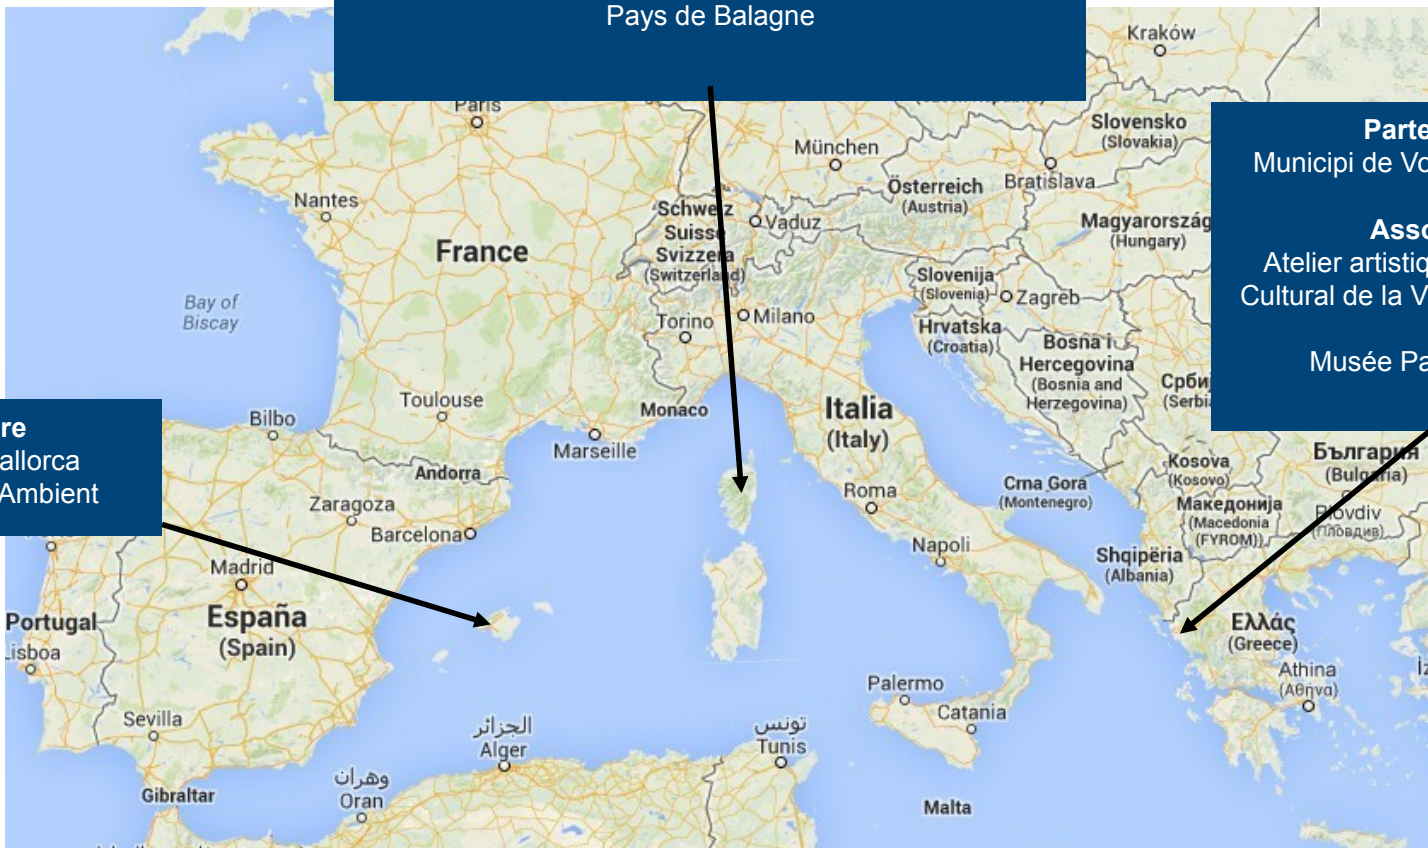 Pays de Balagne
Parte
Municipi de Vo
Asso
Atelier artistiq
Cultural de la V
Musée Pa
re
allorca
Ambient
Kraków
Paris
Slovensko
(Slovakia)
München
Österreich
(Austria)
Bratislava
Nantes
Schweiz
Suisse
Svizzera
(Switzerland)
Vaduz
Magyarország
(Hungary)
France
Slovenija
(Slovenia)
Zagreb
Bay of
Biscay
Torino
Milano
Hrvatska
(Croatia)
Bosna i
Hercegovina
(Bosnia and
Herzegovina)
Toulouse
Monaco
Italia
(Italy)
Bilbo
Marseille
Andorra
Zaragoza
Barcelona
Roma
Crna Gora
(Montenegro)
Kosova
(Kosovo)
България
(Bulgaria)
Македонија
(Macedonia
(FYROM))
Plovdiv
(Пловдив)
Napoli
Shqipëria
(Albania)
Madrid
España
(Spain)
Portugal
Lisboa
Ελλάς
(Greece)
Athina
(Αθήνα)
Palermo
Catania
Sevilla
الجزائر
Alger
تونس
Tunis
وهران
Oran
Gibraltar
Malta